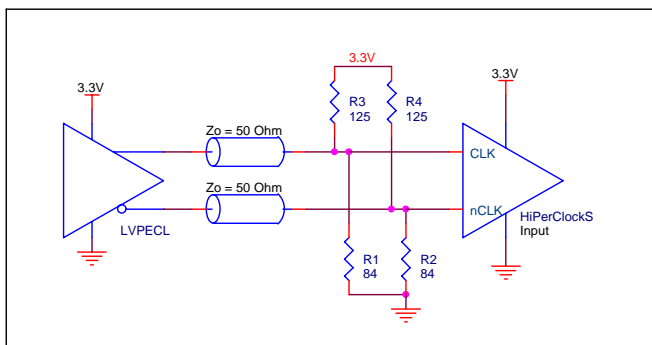 3.3V
3.3V
3.3V
R3
125
R4
125
Zo = 50 Ohm
CLK
Zo = 50 Ohm
nCLK
LVPECL
HiPerClockS
Input
R1
84
R2
84